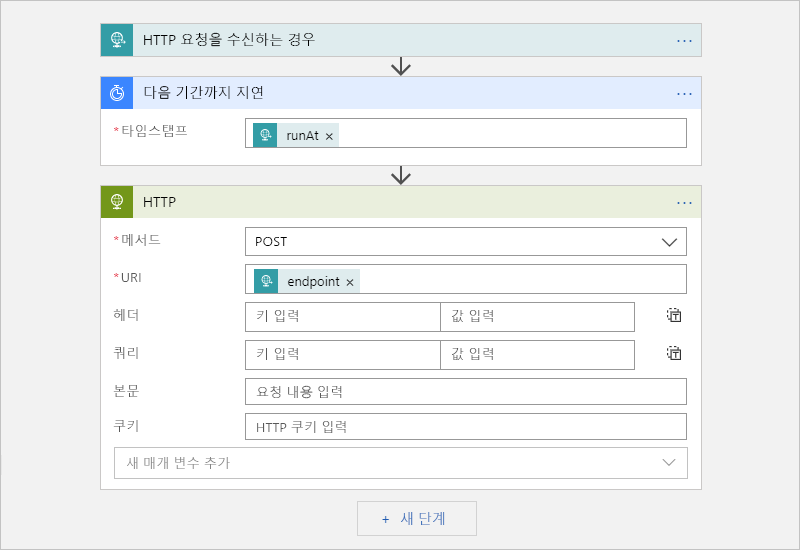 HTTP 요청을 수신하는 경우
다음 기간까지 지연
*타임스탬프
runAt ×
HTTP
*메서드
POST
*URI
endpoint ×
헤더
키 입력
값 입력
쿼리
키 입력
값 입력
본문
요청 내용 입력
쿠키
HTTP 쿠키 입력
새 매개 변수 추가
+ 새 단계